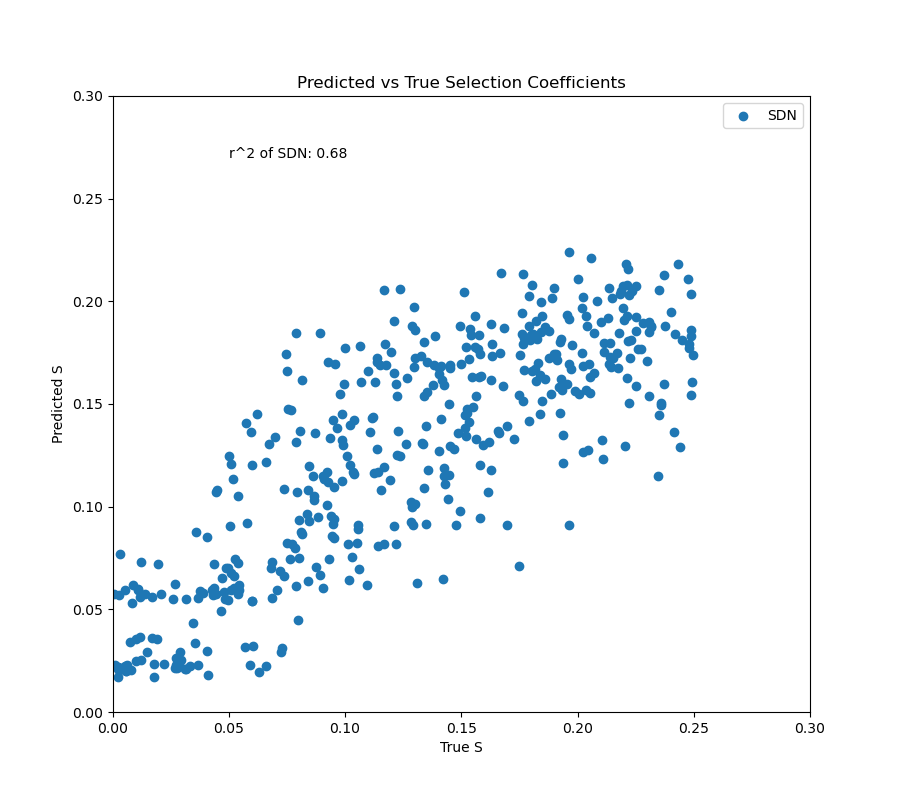 Predicted vs True Selection Coefficients
0.30
SDN
r^2 of SDN: 0.68
0.25
0.20
0.15
Predicted S
0.10
0.05
0.00
0.00 0.05 0.10 0.15 0.20 0.25 0.30
True S